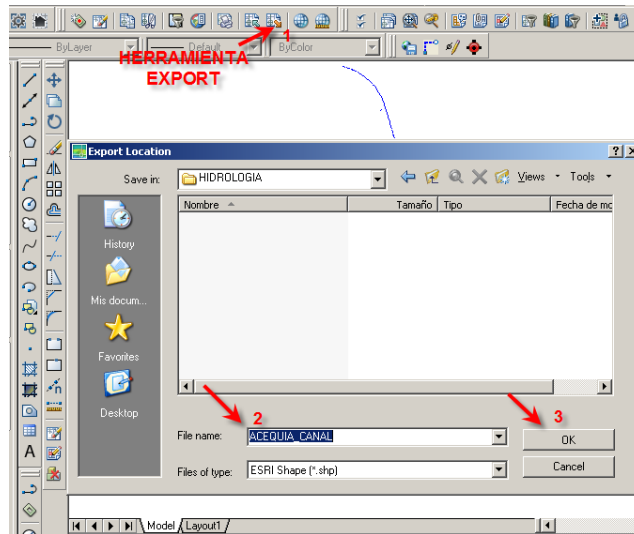 ByLayer
Default
ByColor
1
HERRAMIENTA
EXPORT
Export Location
Save in:
HIDROLOGIA
Views
Tools
Nombre
Tamaño
Tipo
Fecha de mo
History
Mis docum...
Favorites
Desktop
2
3
File name:
ACEQUIA_CANAL
OK
Files of type:
ESRI Shape (*.shp)
Cancel
Model
Layout1